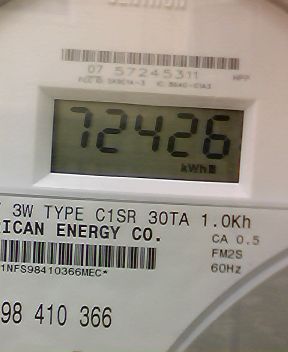 07 57245311
72426
kWh
3W TYPE C1SR 30TA 1.0Kh
RICAN ENERGY CO.
CA 0.5
FM2S
60Hz
1NFS98410366MEC*
98 410 366